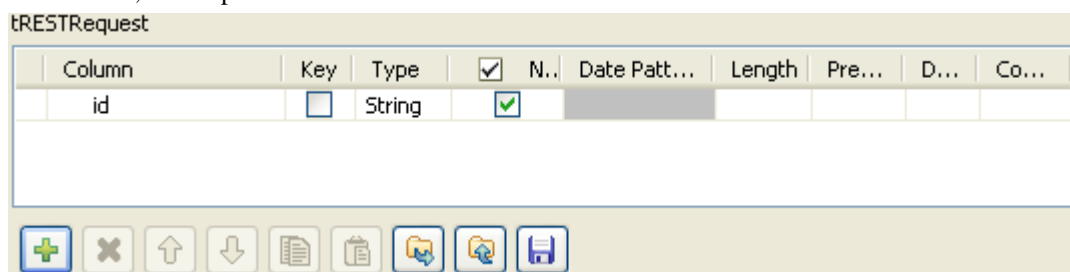 tRESTRequest
Column Key Type N.. Date Patt... Length Pre... D... Co...
id String